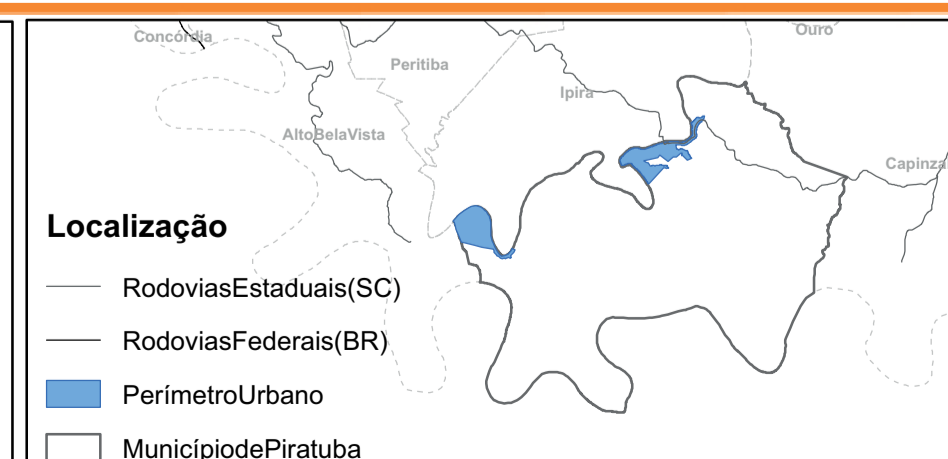 Concórdia
Ouro
Peritiba
Ipira
AltoBelaVista
Capinza
Localização
RodoviasEstaduais(SC)
RodoviasFederais(BR)
PerímetroUrbano
MunicípiodePiratuba